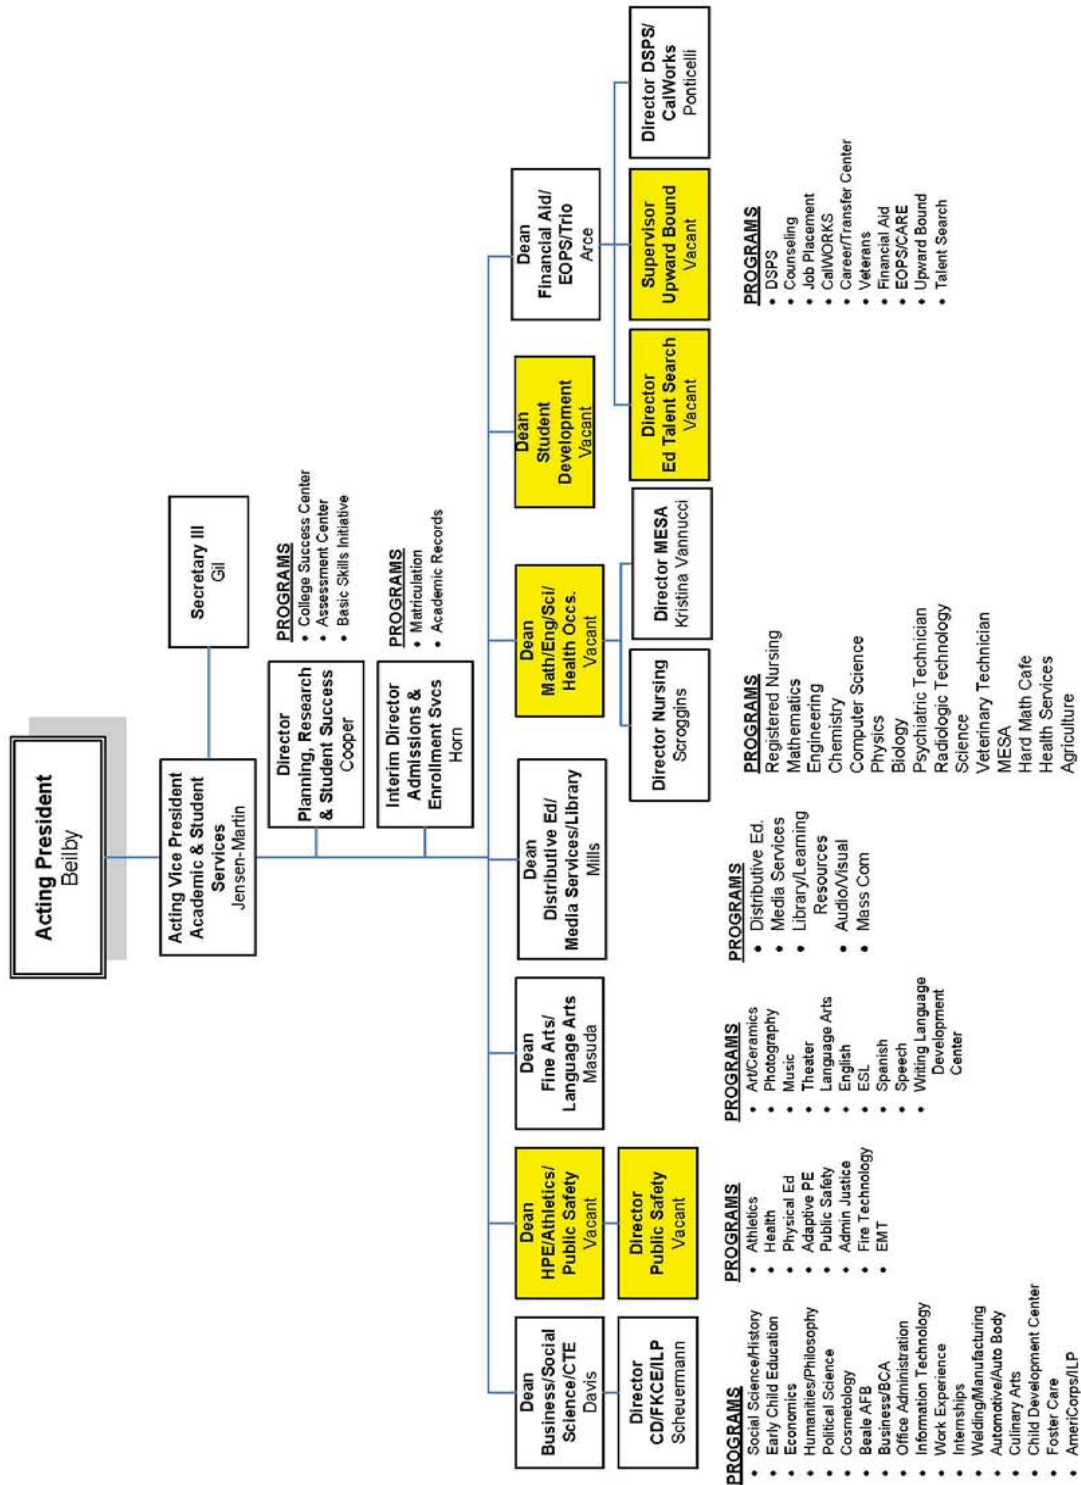 Acting President
Beilby
Acting Vice President
Academic & Student
Services
Jensen-Martin
Secretary III
Gil
Director
Planning, Research
& Student Success
Cooper
PROGRAMS
• College Success Center
• Assessment Center
• Basic Skills Initiative
Interim Director
Admissions &
Enrollment Svcs
Horn
PROGRAMS
• Matriculation
• Academic Records
Dean
Business/Social
Science/CTE
Davis
Dean
HPE/Athletics/
Public Safety
Vacant
Dean
Fine Arts/
Language Arts
Masuda
Dean
Distributive Ed/
Media Services/Library
Mills
Dean
Math/Eng/Sci/
Health Occs.
Vacant
Dean
Student
Development
Vacant
Dean
Financial Aid/
EOPS/Trio
Arce
Director
CD/FKCE/ILP
Scheuermann
Director
Public Safety
Vacant
Director Nursing
Scroggins
Director MESA
Kristina Vannucci
Director
Ed Talent Search
Vacant
Supervisor
Upward Bound
Vacant
Director DSPS/
CalWorks
Ponticelli
PROGRAMS
• Social Science/History
• Early Child Education
• Economics
• Humanities/Philosophy
• Political Science
• Cosmetology
• Beale AFB
• Business/BCA
• Office Administration
• Information Technology
• Work Experience
• Internships
• Welding/Manufacturing
• Automotive/Auto Body
• Culinary Arts
• Child Development Center
• Foster Care
• AmeriCorps/ILP
PROGRAMS
• Athletics
• Health
• Physical Ed
• Adaptive PE
• Public Safety
• Admin Justice
• Fire Technology
• EMT
PROGRAMS
• Art/Ceramics
• Photography
• Music
• Theater
• Language Arts
• English
• ESL
• Spanish
• Speech
• Writing Language
Development
Center
PROGRAMS
• Distributive Ed.
• Media Services
• Library/Learning
Resources
• Audio/Visual
• Mass Com
PROGRAMS
Registered Nursing
Mathematics
Engineering
Chemistry
Computer Science
Physics
Biology
Psychiatric Technician
Radiologic Technology
Science
Veterinary Technician
MESA
Hard Math Cafe
Health Services
Agriculture
PROGRAMS
• DSPS
• Counseling
• Job Placement
• CalWORKS
• Career/Transfer Center
• Veterans
• Financial Aid
• EOPS/CARE
• Upward Bound
• Talent Search